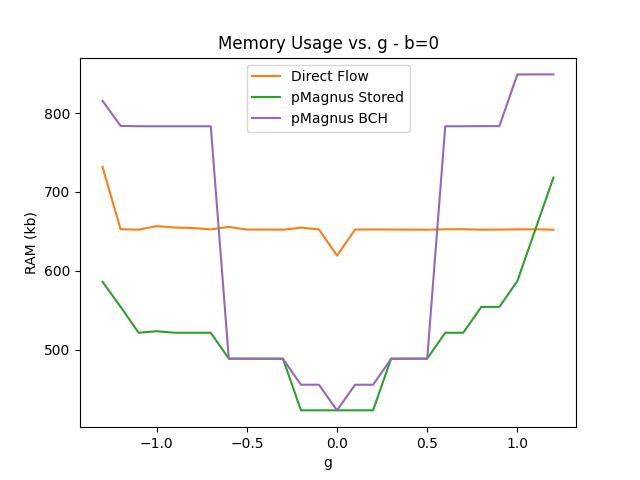 Memory Usage vs. g - b=0
Direct Flow
pMagnus Stored
pMagnus BCH
RAM (kb)
800
700
600
500
−1.0 −0.5 0.0 0.5 1.0
g